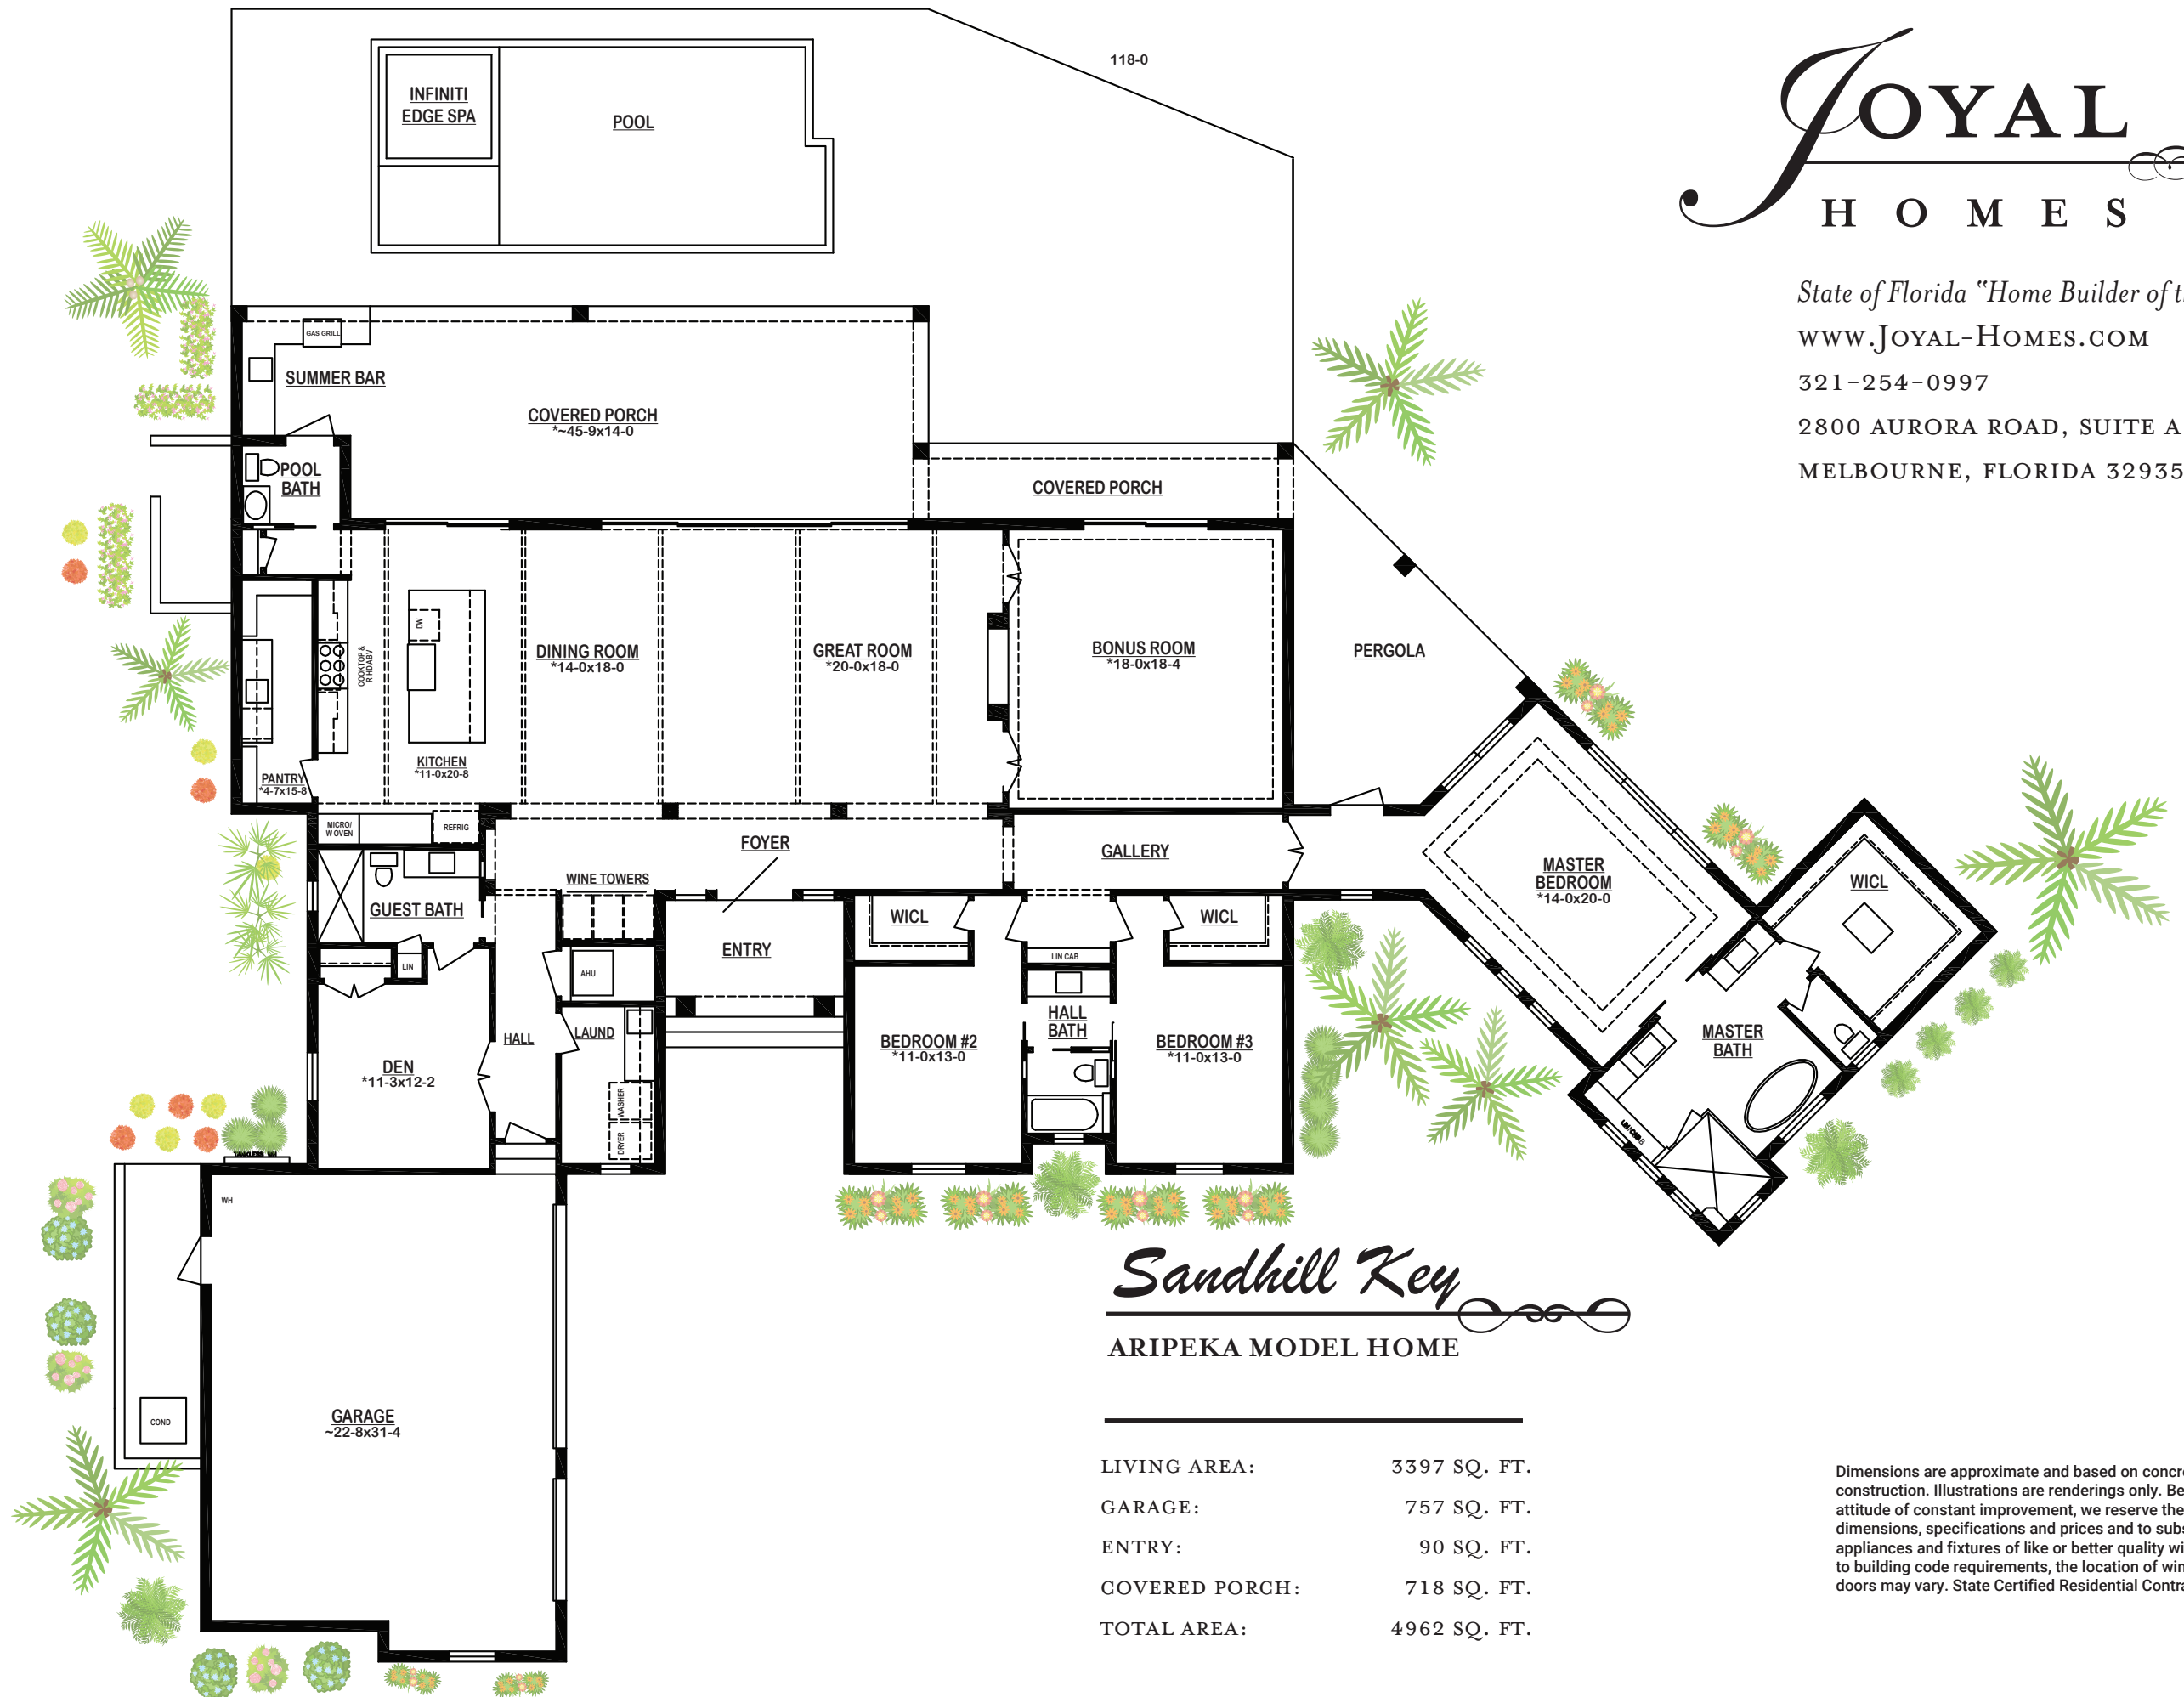 118-0
INFINITI
EDGE SPA
POOL
JOYAL
HOMES
State of Florida "Home Builder of
www.Joyal-Homes.com
321-254-0997
2800 Aurora Road, Suite A
Melbourne, Florida 32935
GAS GRILL
SUMMER BAR
COVERED PORCH
*~45-9x14-0
POOL
BATH
COVERED PORCH
COOKTOP &
R HD ABV
DW
DINING ROOM
*14-0x18-0
GREAT ROOM
*20-0x18-0
BONUS ROOM
*18-0x18-4
PERGOLA
KITCHEN
*11-0x20-8
PANTRY
*4-7x15-8
MICRO/
W OVEN
REFRIG
FOYER
GALLERY
WINE TOWERS
GUEST BATH
MASTER
BEDROOM
*14-0x20-0
WICL
WICL
WICL
ENTRY
LIN
AHU
LIN CAB
HALL
LAUND
HALL
BATH
BEDROOM #2
*11-0x13-0
BEDROOM #3
*11-0x13-0
MASTER
BATH
DEN
*11-3x12-2
WASHER
DRYER
LIN CAB
TANKLESS WH
WH
COND
GARAGE
~22-8x31-4
Sandhill Key
ARIPEKA MODEL HOME
Living Area: 3397 sq. ft.
Garage: 757 sq. ft.
Entry: 90 sq. ft.
Covered Porch: 718 sq. ft.
Total Area: 4962 sq. ft.
Dimensions are approximate and based on
construction. Illustrations are renderings only.
attitude of constant improvement, we reserve the
dimensions, specifications and prices and to
appliances and fixtures of like or better quality
to building code requirements, the location of
doors may vary. State Certified Residential